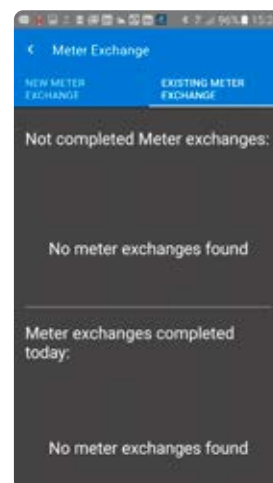 96%
Meter Exchange
NEW METER EXISTING METER
EXCHANGE EXCHANGE
Not completed Meter exchanges:
No meter exchanges found
Meter exchanges completed
today:
No meter exchanges found